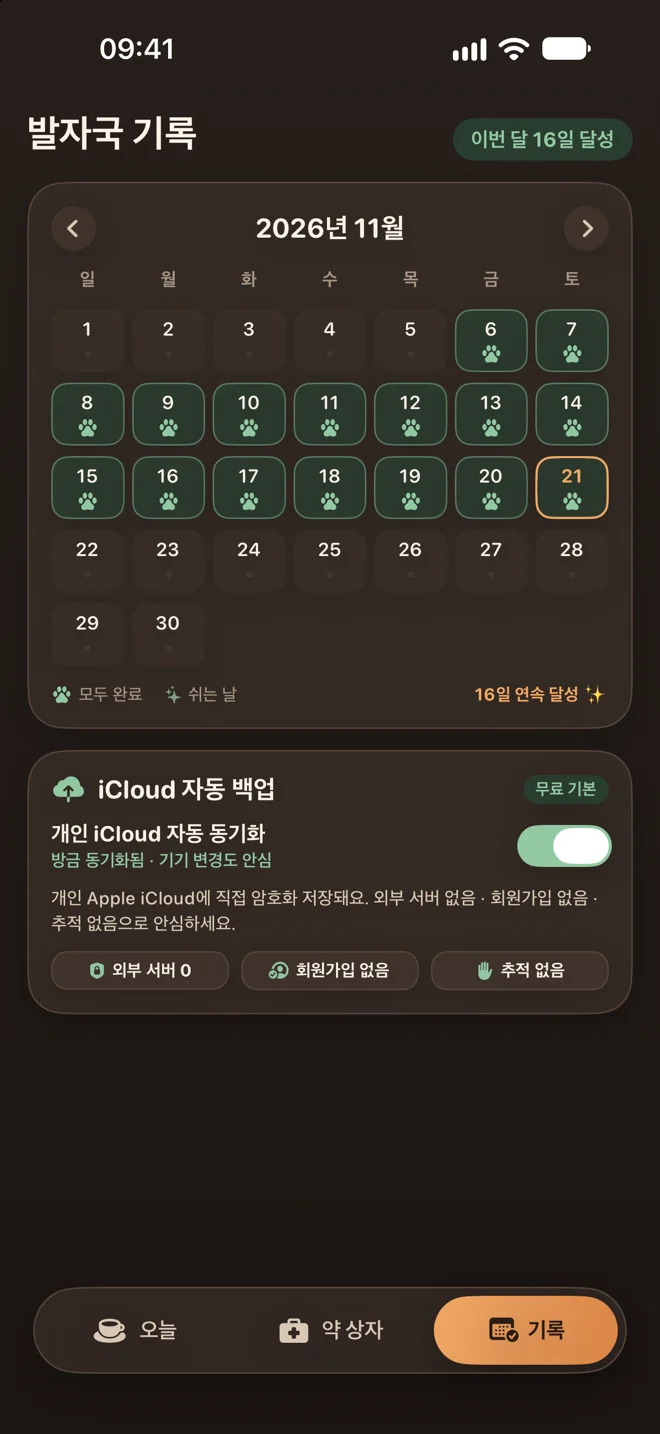 09:41
발자국 기록
이번 달 16일 달성
2026년 11월
일 월 화 수 목 금 토
1 2 3 4 5 6 7
8 9 10 11 12 13 14
15 16 17 18 19 20 21
22 23 24 25 26 27 28
29 30
모두 완료 쉬는 날 16일 연속 달성 ✨
iCloud 자동 백업
무료 기본
개인 iCloud 자동 동기화
방금 동기화됨 · 기기 변경도 안심
개인 Apple iCloud에 직접 암호화 저장돼요. 외부 서버 없음 · 회원가입 없음 ·
추적 없음으로 안심하세요.
외부 서버 0 회원가입 없음 추적 없음
오늘 약 상자 기록